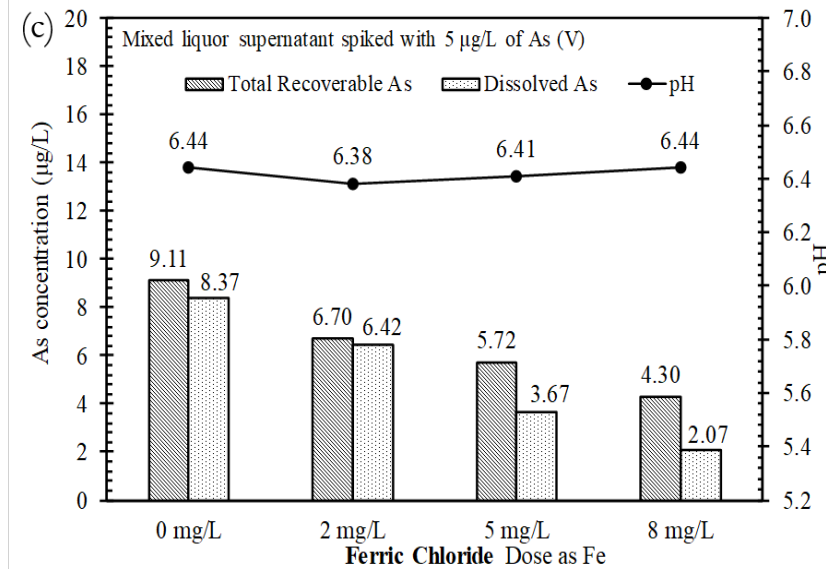 (c)
Mixed liquor supernatant spiked with 5 µg/L of As (V)
Total Recoverable As Dissolved As pH
As concentration (µg/L)
20
18
16
14
12
10
8
6
4
2
0
6.44 6.38 6.41 6.44
9.11 8.37 6.70 6.42 5.72 3.67 4.30 2.07
7.0
6.8
6.6
6.4
6.2
6.0
5.8
5.6
5.4
5.2
pH
0 mg/L 2 mg/L 5 mg/L 8 mg/L
Ferric Chloride Dose as Fe